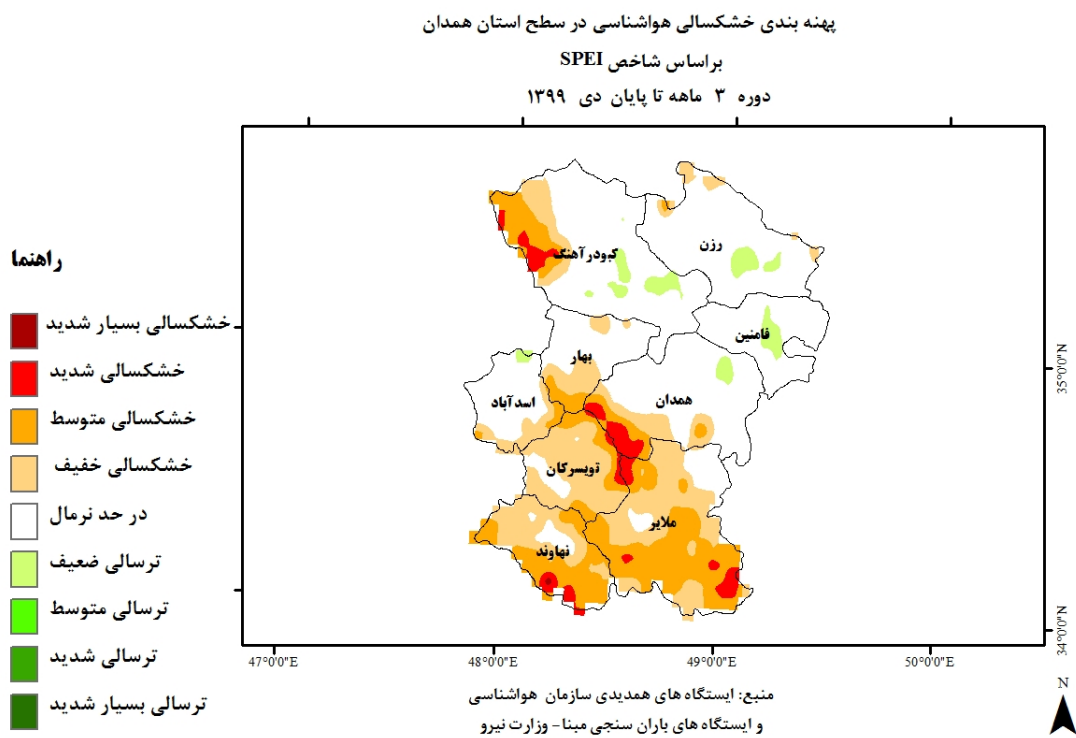 پهنه بندی خشکسالی هواشناسی در سطح استان همدان
براساس شاخص SPEI
دوره ۳ ماهه تا پایان دی ۱۳۹۹
راهنما
خشکسالی بسیار شدید
خشکسالی شدید
خشکسالی متوسط
خشکسالی خفیف
در حد نرمال
ترسالی ضعیف
ترسالی متوسط
ترسالی شدید
ترسالی بسیار شدید
رزن
کبودرآهنگ
فامنین
بهار
همدان
اسدآباد
تویسرکان
ملایر
نهاوند
35°0'0"N
34°0'0"N
47°0'0"E
48°0'0"E
49°0'0"E
50°0'0"E
N
منبع: ایستگاه های همدیدی سازمان هواشناسی
و ایستگاه های باران سنجی مبنا- وزارت نیرو